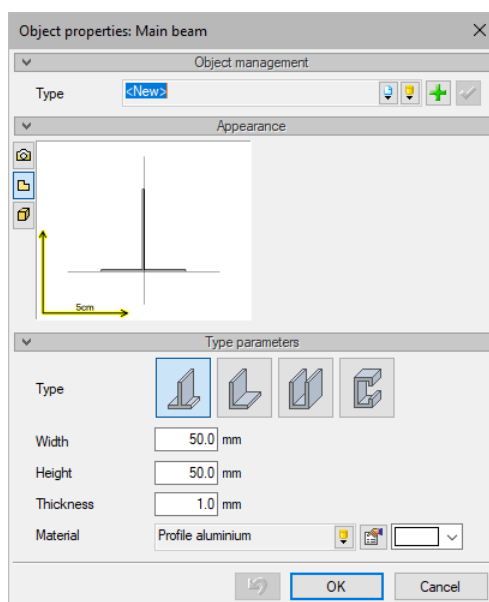 Object properties: Main beam
Object management
Type <New>
Appearance
5cm
Type parameters
Type
Width 50.0 mm
Height 50.0 mm
Thickness 1.0 mm
Material Profile aluminium
OK Cancel